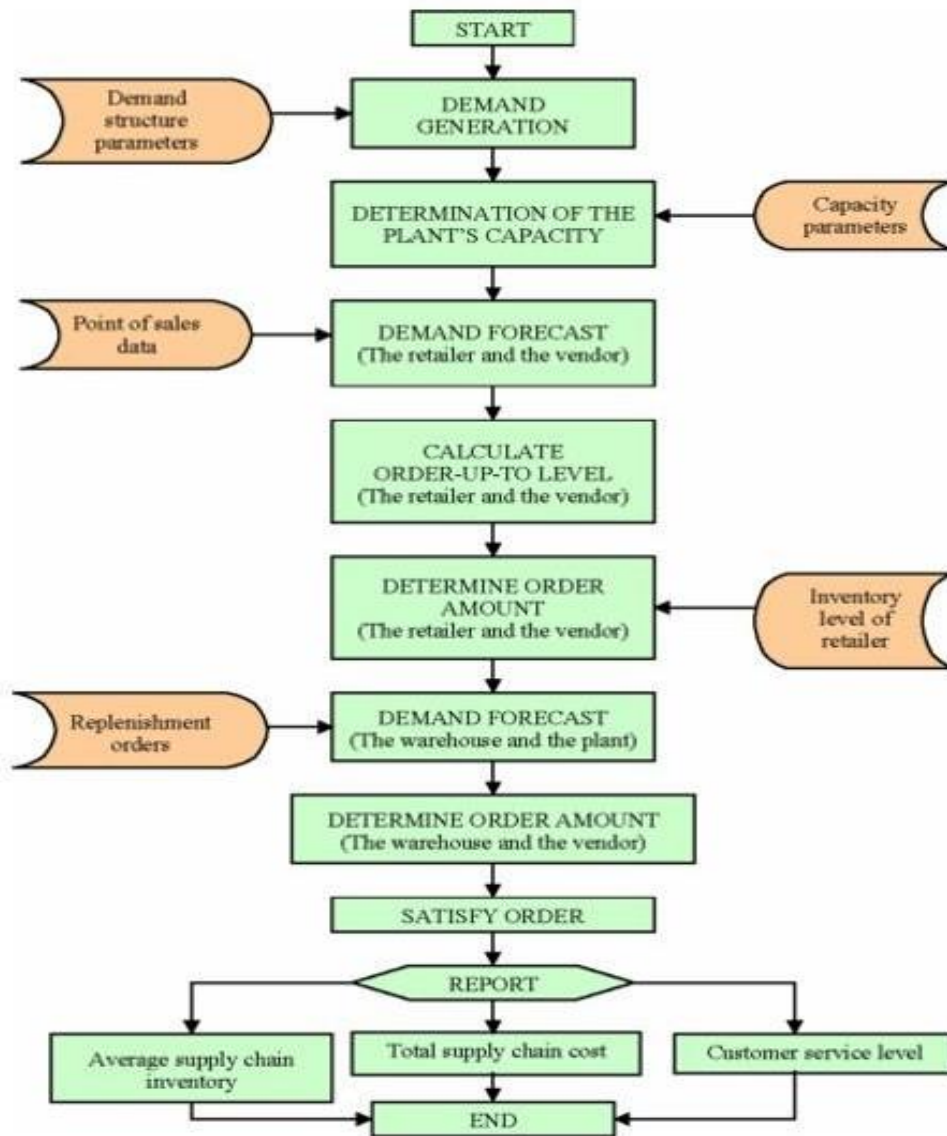 START
Demand
structure
parameters
DEMAND
GENERATION
DETERMINATION OF THE
PLANT'S CAPACITY
Capacity
parameters
Point of sales
data
DEMAND FORECAST
(The retailer and the vendor)
CALCULATE
ORDER-UP-TO LEVEL
(The retailer and the vendor)
DETERMINE ORDER
AMOUNT
(The retailer and the vendor)
Inventory
level of
retailer
Replenishment
orders
DEMAND FORECAST
(The warehouse and the plant)
DETERMINE ORDER AMOUNT
(The warehouse and the vendor)
SATISFY ORDER
REPORT
Average supply chain
inventory
Total supply chain cost
Customer service level
END